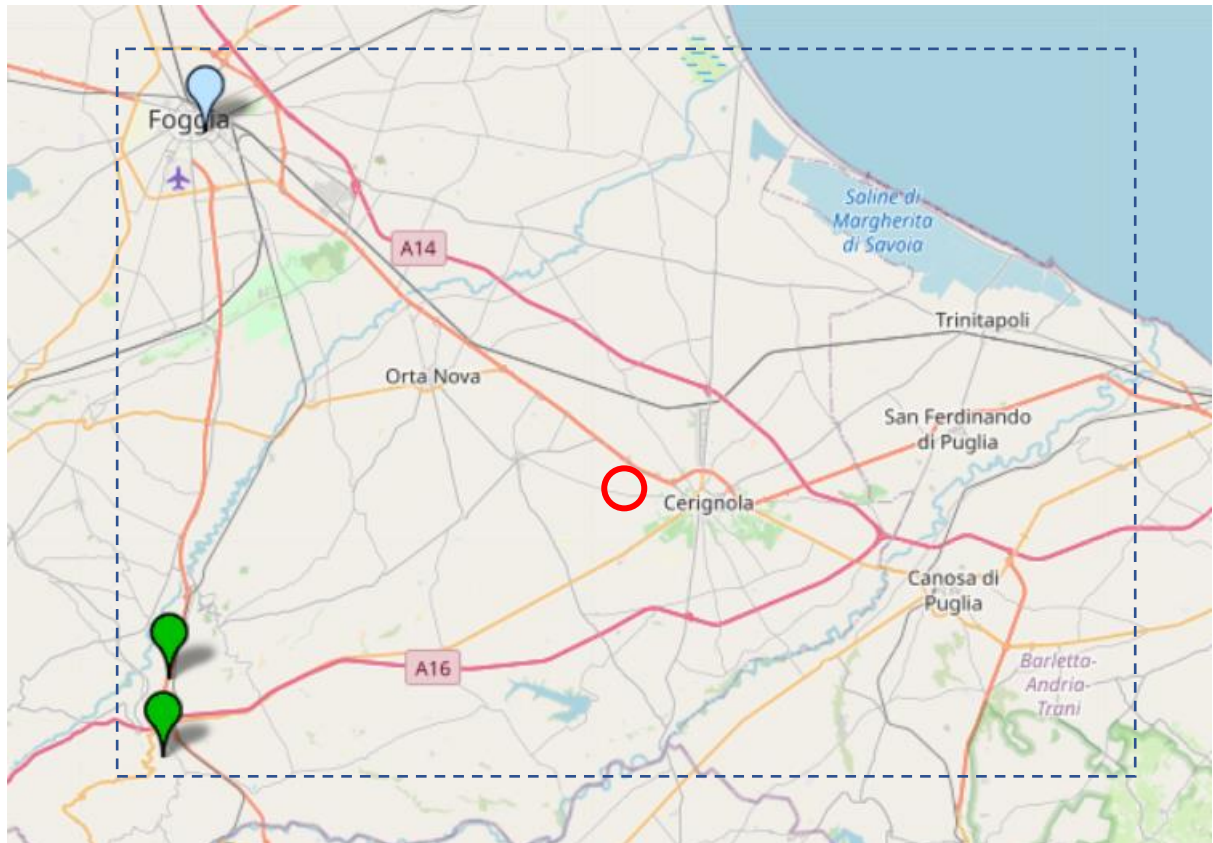 Foggia
Saline di
Margherita
di Savoia
A14
Trinitapoli
Orta Nova
San Ferdinando
di Puglia
Cerignola
Canosa di
Puglia
A16
Barletta-
Andria-
Trani